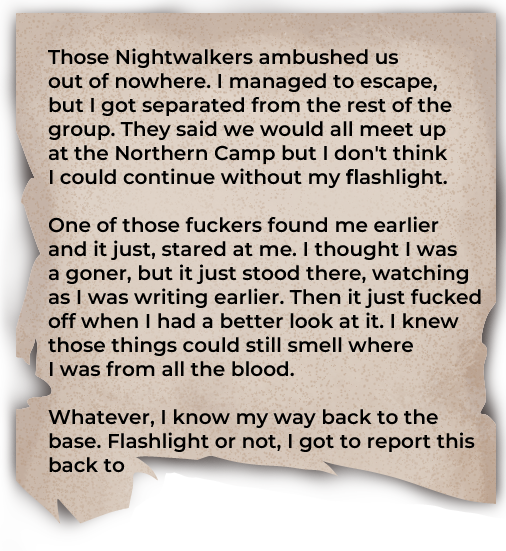 Those Nightwalkers ambushed us
out of nowhere. I managed to escape,
but I got separated from the rest of the
group. They said we would all meet up
at the Northern Camp but I don't think
I could continue without my flashlight.
One of those fuckers found me earlier
and it just, stared at me. I thought I was
a goner, but it just stood there, watching
as I was writing earlier. Then it just fucked
off when I had a better look at it. I knew
those things could still smell where
I was from all the blood.
Whatever, I know my way back to the
base. Flashlight or not, I got to report this
back to